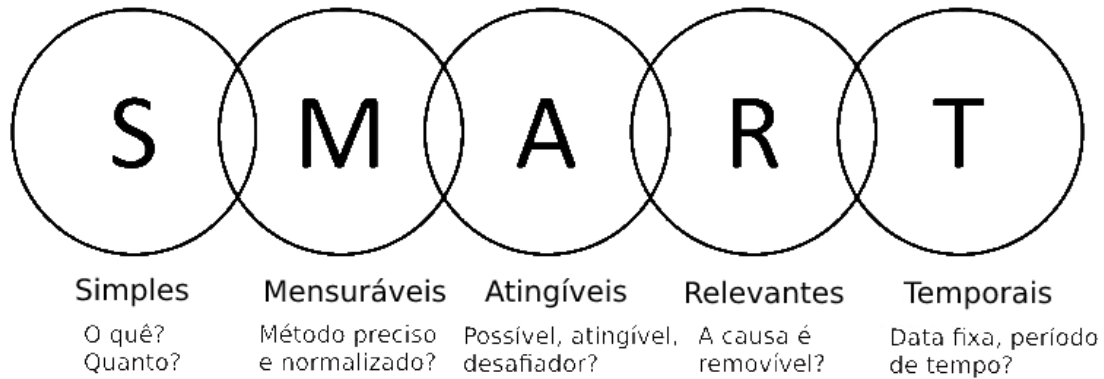 S M A R T
Simples Mensuráveis Atingíveis Relevantes Temporais
O quê?
Quanto?
Método preciso
e normalizado?
Possível, atingível,
desafiador?
A causa é
removível?
Data fixa, período
de tempo?